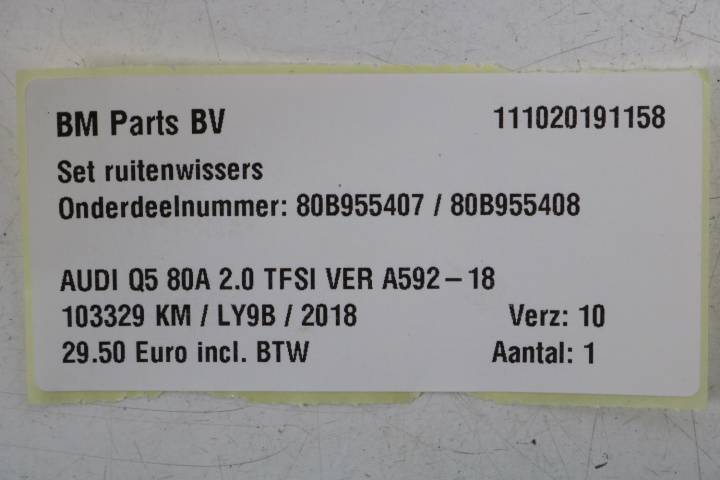 BM Parts BV 111020191158
Set ruitenwissers
Onderdeelnummer: 80B955407 / 80B955408
AUDI Q5 80A 2.0 TFSI VER A592-18
103329 KM / LY9B / 2018 Verz: 10
29.50 Euro incl. BTW Aantal: 1